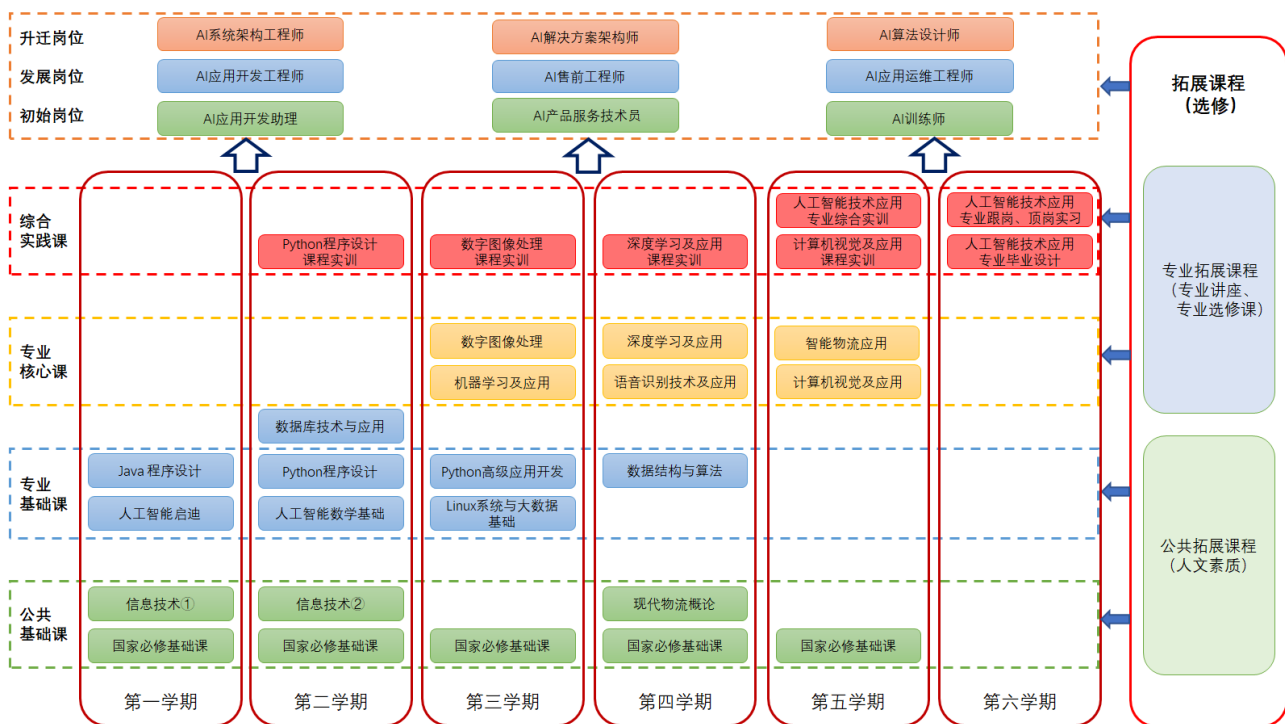 升迁岗位
AI系统架构工程师
AI解决方案架构师
AI算法设计师
发展岗位
AI应用开发工程师
AI售前工程师
AI应用运维工程师
初始岗位
AI应用开发助理
AI产品服务技术员
AI训练师
拓展课程
(选修)
综合
实践课
Python程序设计
课程实训
数字图像处理
课程实训
深度学习及应用
课程实训
人工智能技术应用
专业综合实训
计算机视觉及应用
课程实训
人工智能技术应用
专业跟岗、顶岗实习
人工智能技术应用
专业毕业设计
专业拓展课程
（专业讲座、
专业选修课）
专业
核心课
数字图像处理
深度学习及应用
智能物流应用
机器学习及应用
语音识别技术及应用
计算机视觉及应用
数据库技术与应用
专业
基础课
Java 程序设计
Python程序设计
Python高级应用开发
数据结构与算法
人工智能启迪
人工智能数学基础
Linux系统与大数据
基础
公共拓展课程
（人文素质）
公共
基础课
信息技术①
信息技术②
现代物流概论
国家必修基础课
国家必修基础课
国家必修基础课
国家必修基础课
国家必修基础课
第一学期
第二学期
第三学期
第四学期
第五学期
第六学期